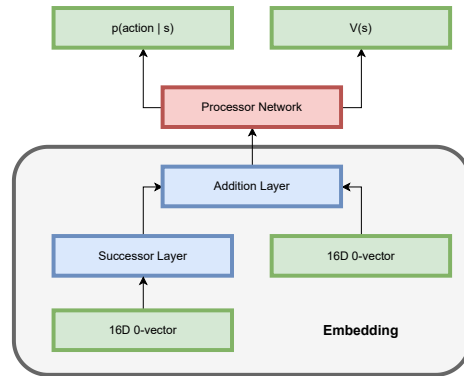 p(action | s)
V(s)
Processor Network
Addition Layer
Successor Layer
16D 0-vector
16D 0-vector
Embedding